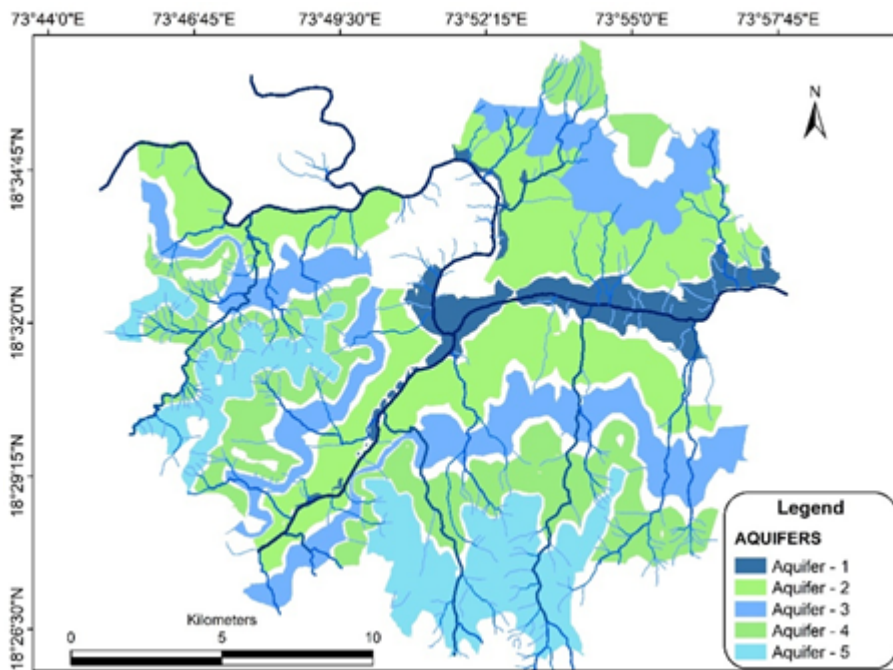 73°44'0"E 73°46'45"E 73°49'30"E 73°52'15"E 73°55'0"E 73°57'45"E
N
18°34'45"N
18°32'0"N
18°29'15"N
18°26'30"N
Legend
AQUIFERS
Aquifer - 1
Aquifer - 2
Aquifer - 3
Aquifer - 4
Aquifer - 5
Kilometers
0 5 10